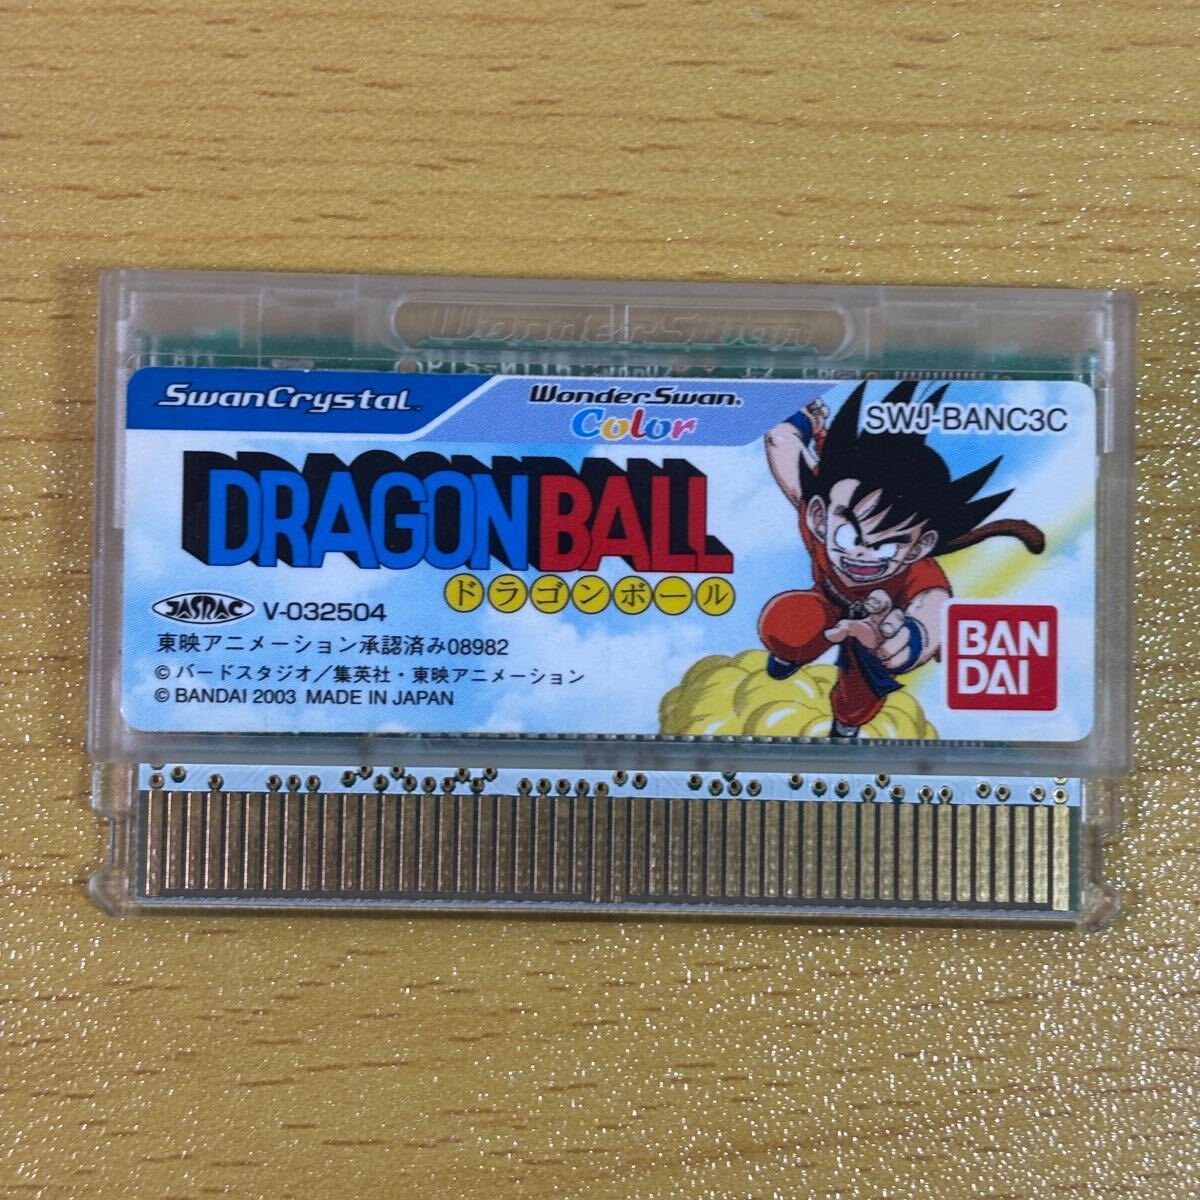 WonderSwan
SwanCrystal™
WonderSwan®
Color
SWJ-BANC3C
DRAGONBALL
ドラゴンボール
JASRAC V-032504
東映アニメーション承認済み08982
© バードスタジオ／集英社・東映アニメーション
© BANDAI 2003 MADE IN JAPAN
BAN
DAI